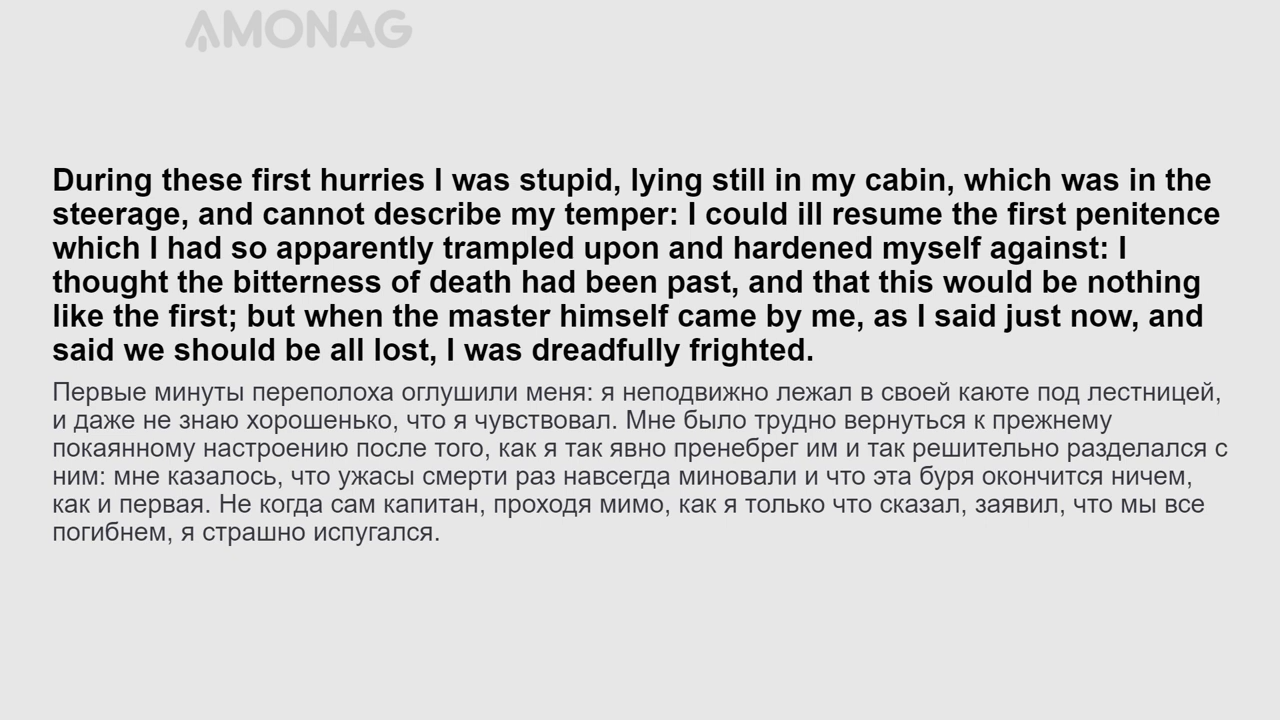 AMONAG
During these first hurries I was stupid, lying still in my cabin, which was in the
steerage, and cannot describe my temper: I could ill resume the first penitence
which I had so apparently trampled upon and hardened myself against: I
thought the bitterness of death had been past, and that this would be nothing
like the first; but when the master himself came by me, as I said just now, and
said we should be all lost, I was dreadfully frighted.
Первые минуты переполоха оглушили меня: я неподвижно лежал в своей каюте под лестницей,
и даже не знаю хорошенько, что я чувствовал. Мне было трудно вернуться к прежнему
покаянному настроению после того, как я так явно пренебрег им и так решительно разделался с
ним: мне казалось, что ужасы смерти раз навсегда миновали и что эта буря окончится ничем,
как и первая. Не когда сам капитан, проходя мимо, как я только что сказал, заявил, что мы все
погибнем, я страшно испугался.